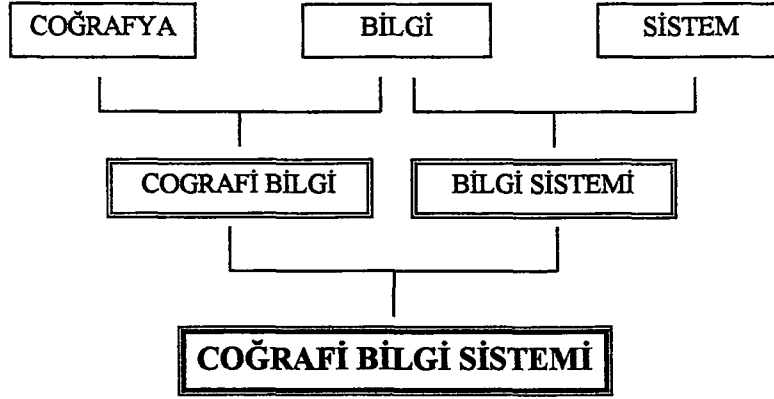 COĞRAFYA
BİLGİ
SİSTEM
COGRAFİ BİLGİ
BİLGİ SİSTEMİ
COĞRAFİ BİLGİ SİSTEMİ